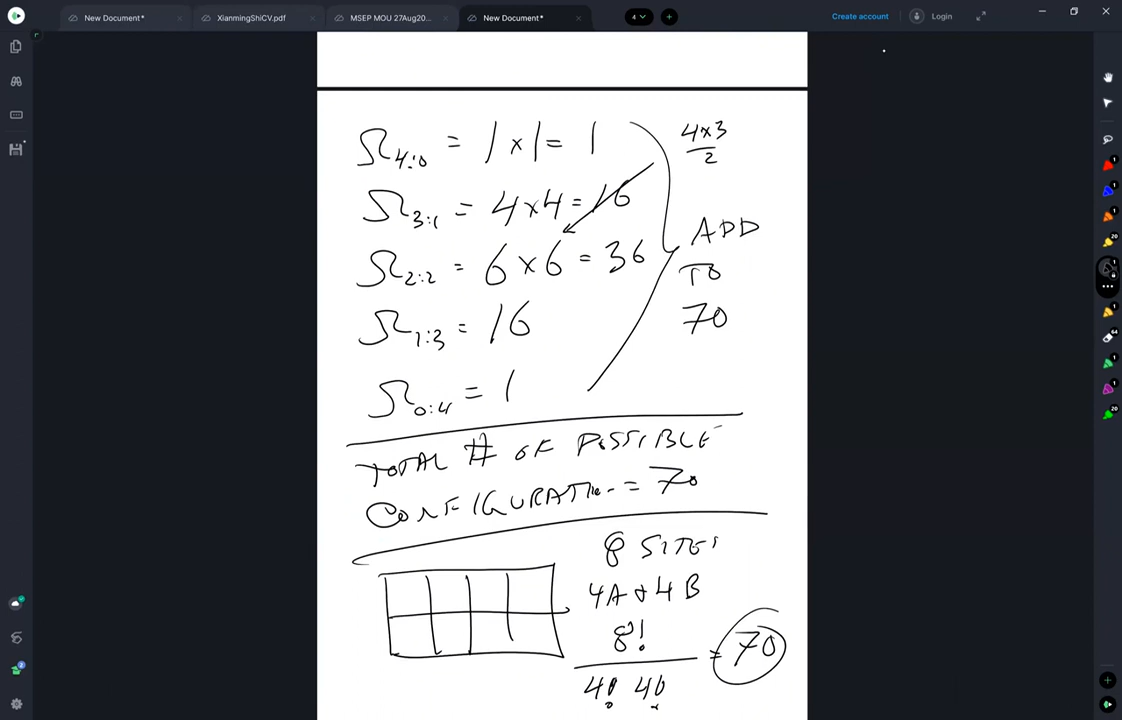 New Document*
XianmingShiCV.pdf
MSEP MOU 27Aug20...
New Document*
4
Create account
Login
Ω4:0 = 1 x 1 = 1
4x3
2
Ω3:1 = 4 x 4 = 16
ADD
Ω2:2 = 6 x 6 = 36
TO
Ω1:3 = 16
70
Ω0:4 = 1
TOTAL # OF POSSIBLE
CONFIGURATION = 70
8 SITES
4A & 4B
8!
4! 4!
= 70